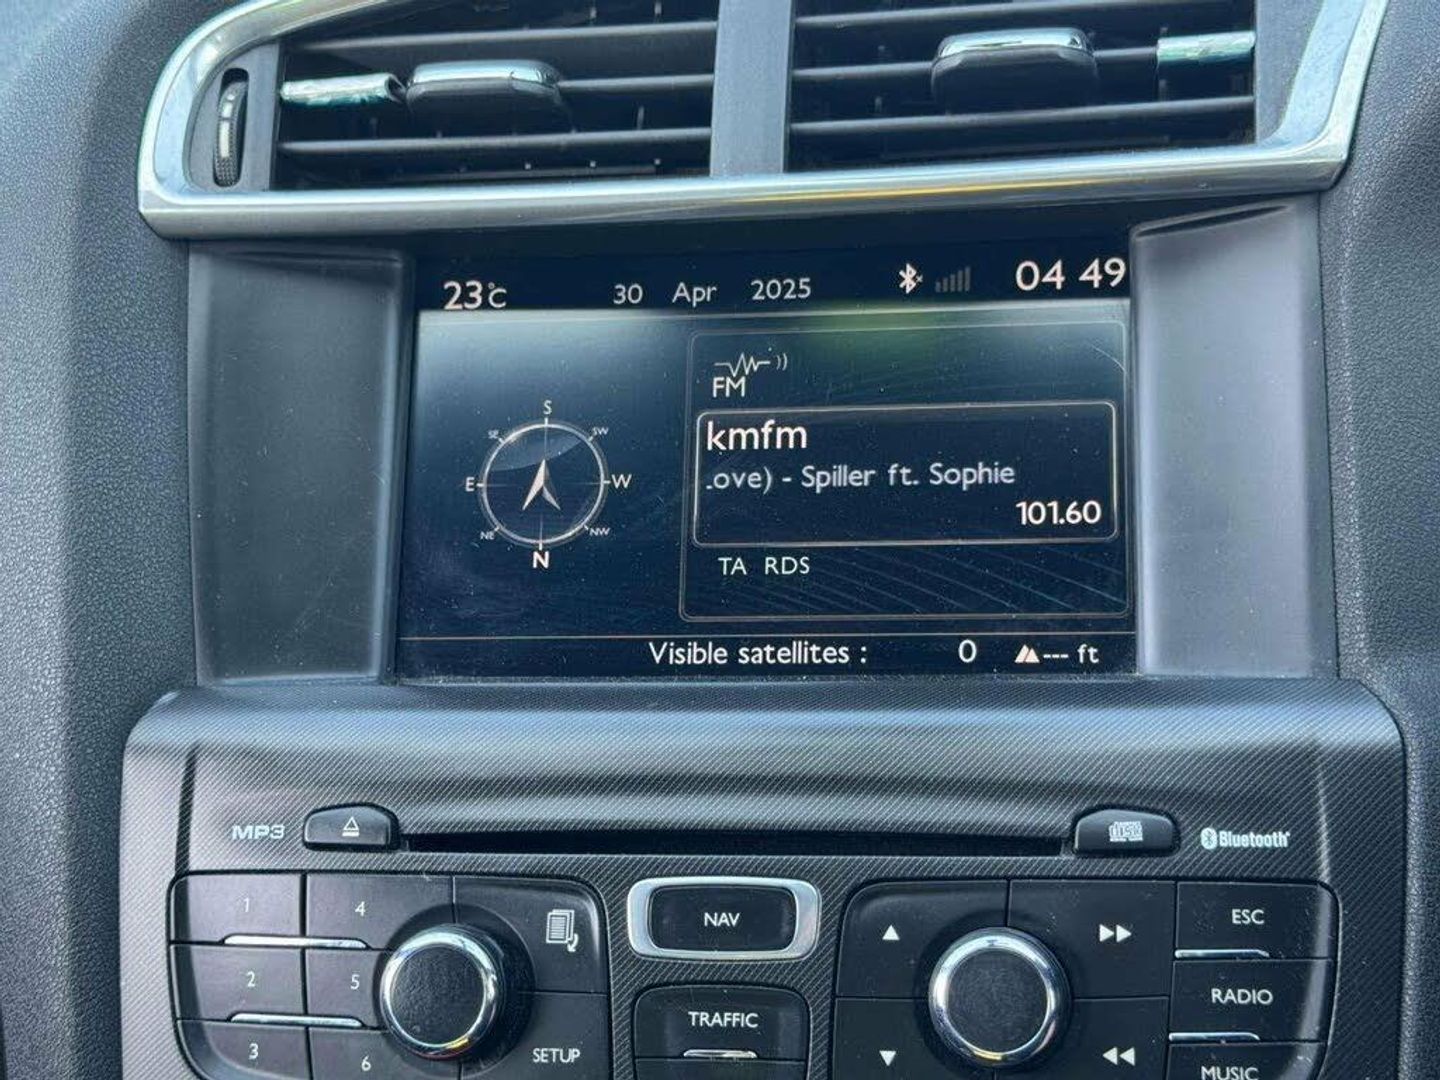 23°C 30 Apr 2025 04 49
FM
kmfm
.ove) - Spiller ft. Sophie
101.60
TA RDS
S
SE SW
E W
NE NW
N
Visible satellites : 0 --- ft
MP3
disc
Bluetooth
1 4
2 5
3 6
SETUP
NAV
TRAFFIC
ESC
RADIO
MUSIC